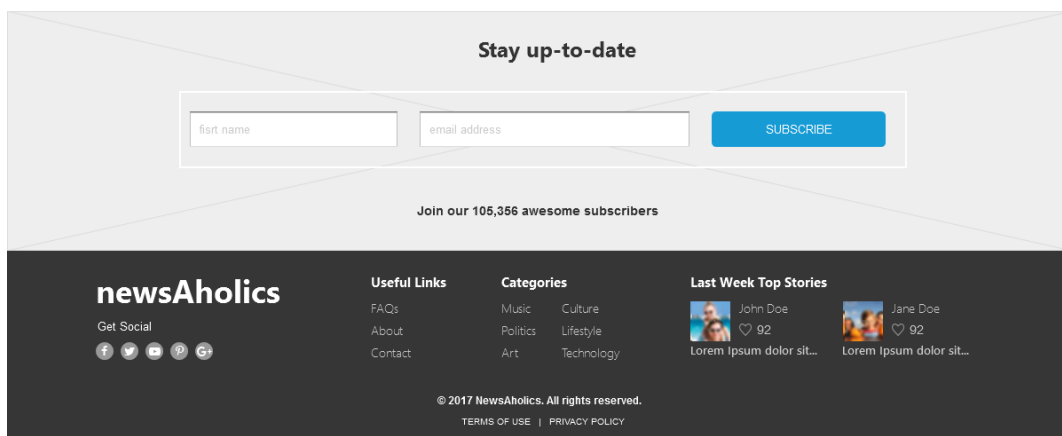 Stay up-to-date
fisrt name
email address
SUBSCRIBE
Join our 105,356 awesome subscribers
newsAholics
Get Social
Useful Links
FAQs
About
Contact
Categories
Music
Culture
Politics
Lifestyle
Art
Technology
Last Week Top Stories
John Doe
92
Lorem Ipsum dolor sit...
Jane Doe
92
Lorem Ipsum dolor sit...
© 2017 NewsAholics. All rights reserved.
TERMS OF USE | PRIVACY POLICY